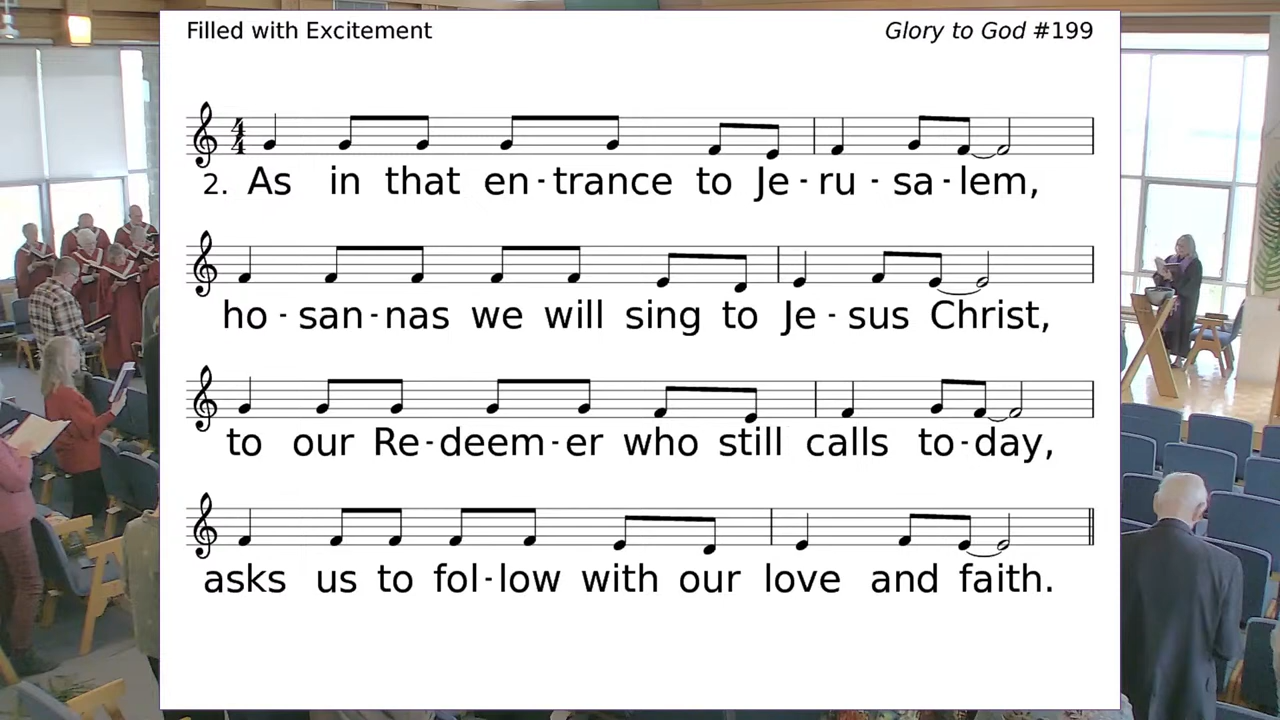 Filled with Excitement
Glory to God #199
2. As in that en-trance to Je-ru-sa-lem,
ho-san-nas we will sing to Je-sus Christ,
to our Re-deem-er who still calls to-day,
asks us to fol-low with our love and faith.